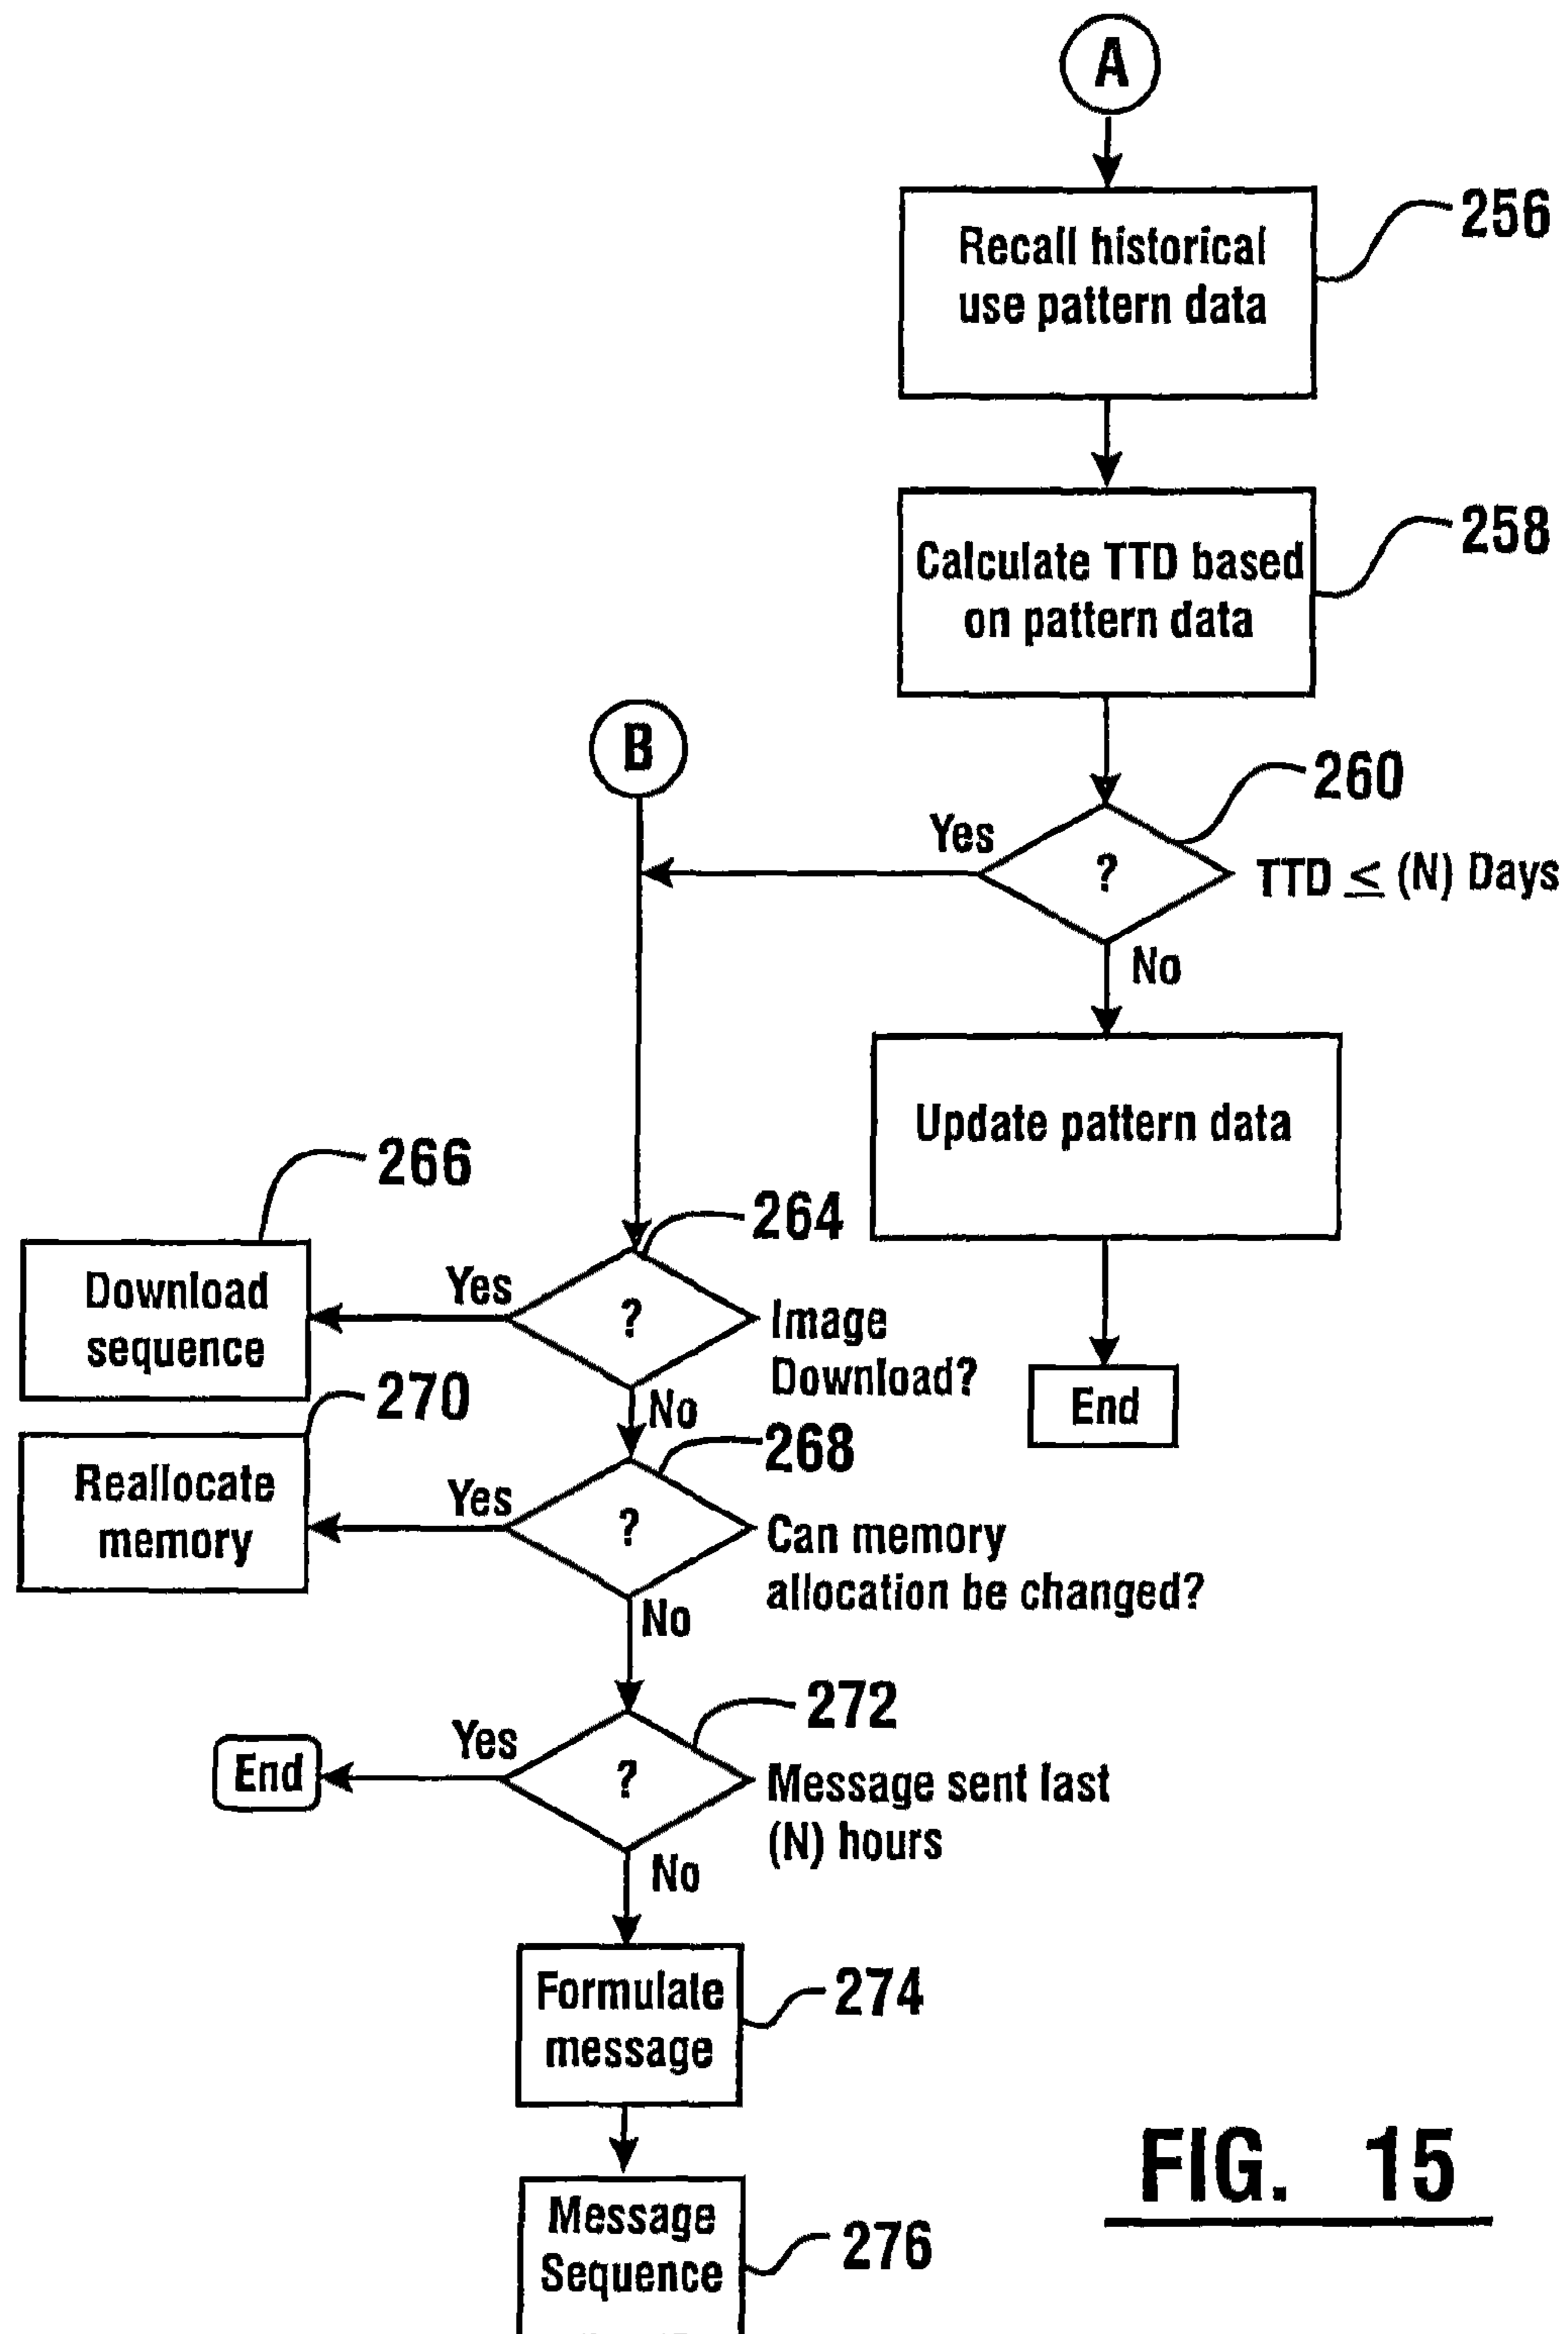 A
256
Recall historical
use pattern data
258
Calculate TTD based
on pattern data
B
260
Yes
?
TTD ≤ (N) Days
No
Update pattern data
266
264
Download
sequence
Yes
?
Image
Download?
End
270
No
268
Reallocate
memory
Yes
?
Can memory
allocation be changed?
No
272
End
Yes
?
Message sent last
(N) hours
No
Formulate
message
274
Message
Sequence
276
FIG. 15